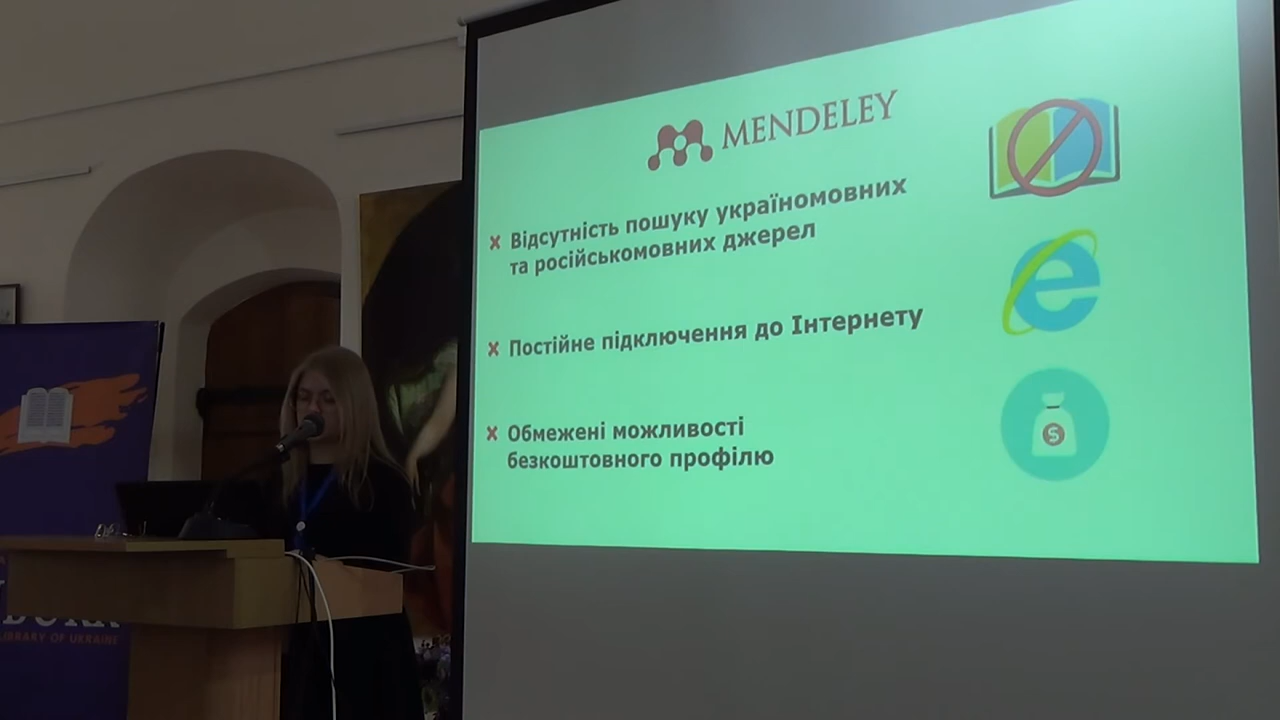 MENDELEY
× Відсутність пошуку україномовних
та російськомовних джерел
× Постійне підключення до Інтернету
× Обмежені можливості
безкоштовного профілю
$
LIBRARY OF UKRAINE